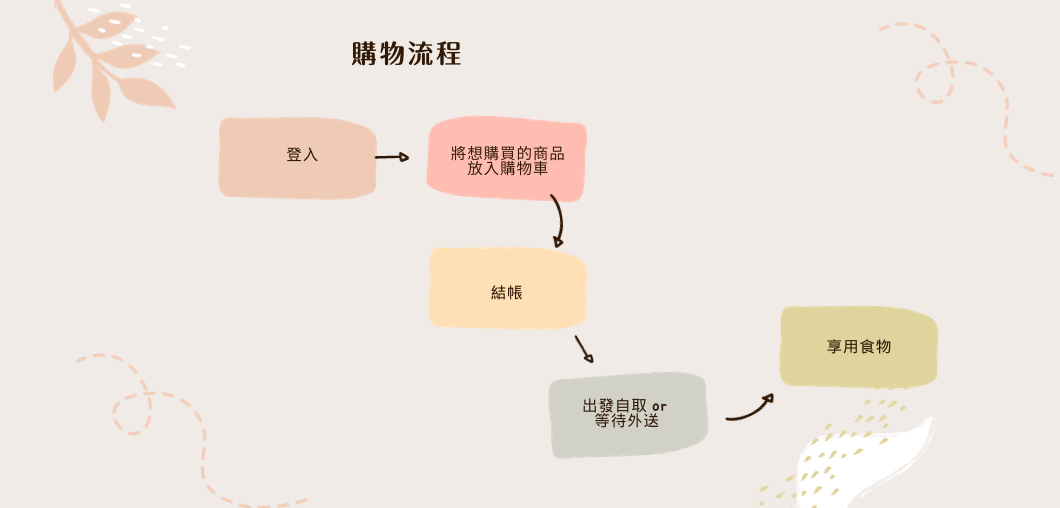 購物流程
登入
將想購買的商品
放入購物車
結帳
享用食物
出發自取 or
等待外送